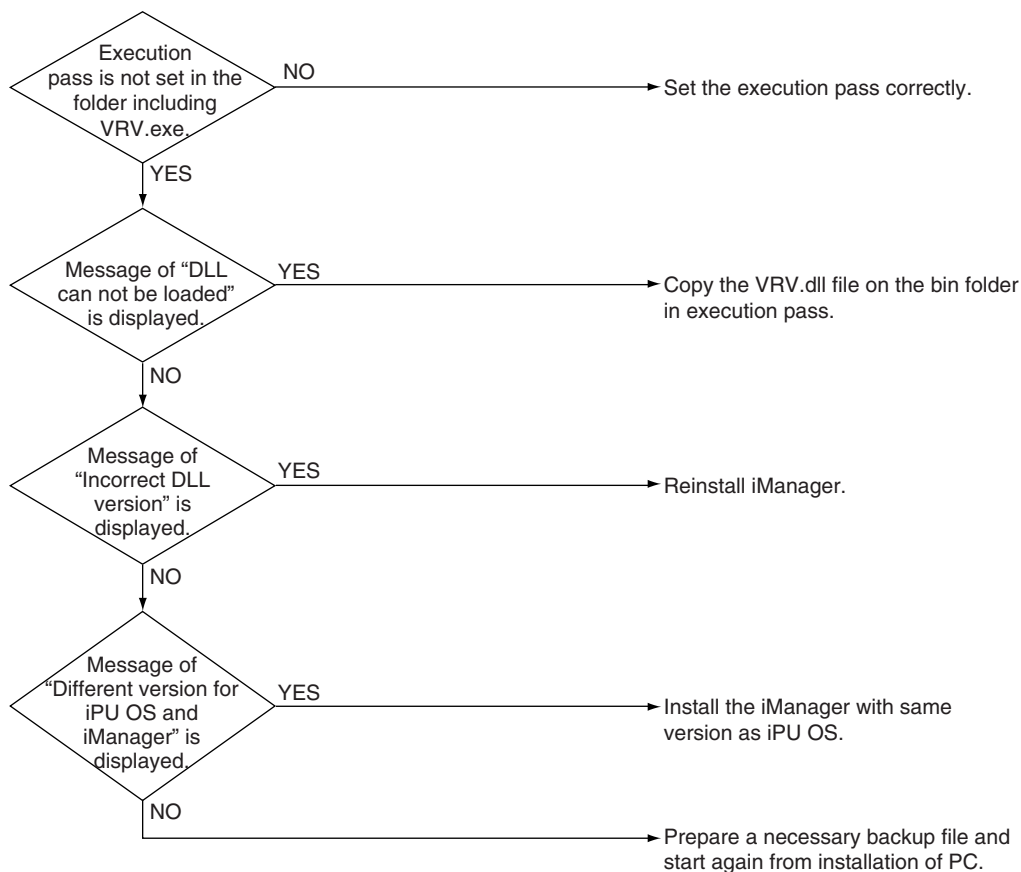 Execution
pass is not set in the
folder including
VRV.exe.
NO
Set the execution pass correctly.
YES
Message of “DLL
can not be loaded”
is displayed.
YES
Copy the VRV.dll file on the bin folder
in execution pass.
NO
Message of
“Incorrect DLL
version” is
displayed.
YES
Reinstall iManager.
NO
Message of
“Different version for
iPU OS and
iManager” is
displayed.
YES
Install the iManager with same
version as iPU OS.
NO
Prepare a necessary backup file and
start again from installation of PC.